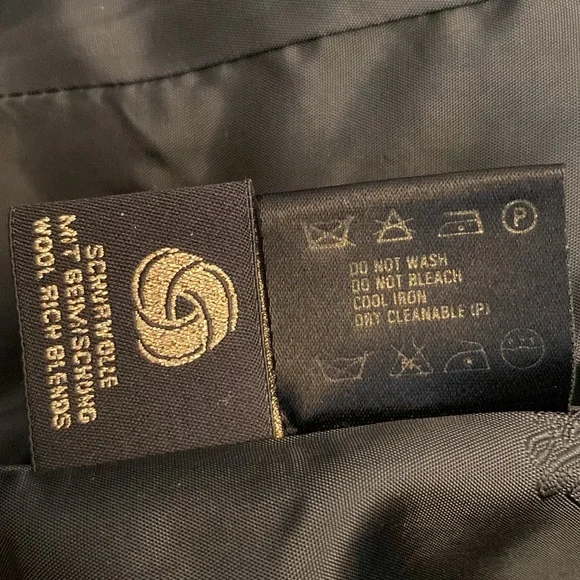 SCHURWOLLE
MIT BEIMISCHUNG
WOOL RICH BLENDS
P
DO NOT WASH
DO NOT BLEACH
COOL IRON
DRY CLEANABLE (P)